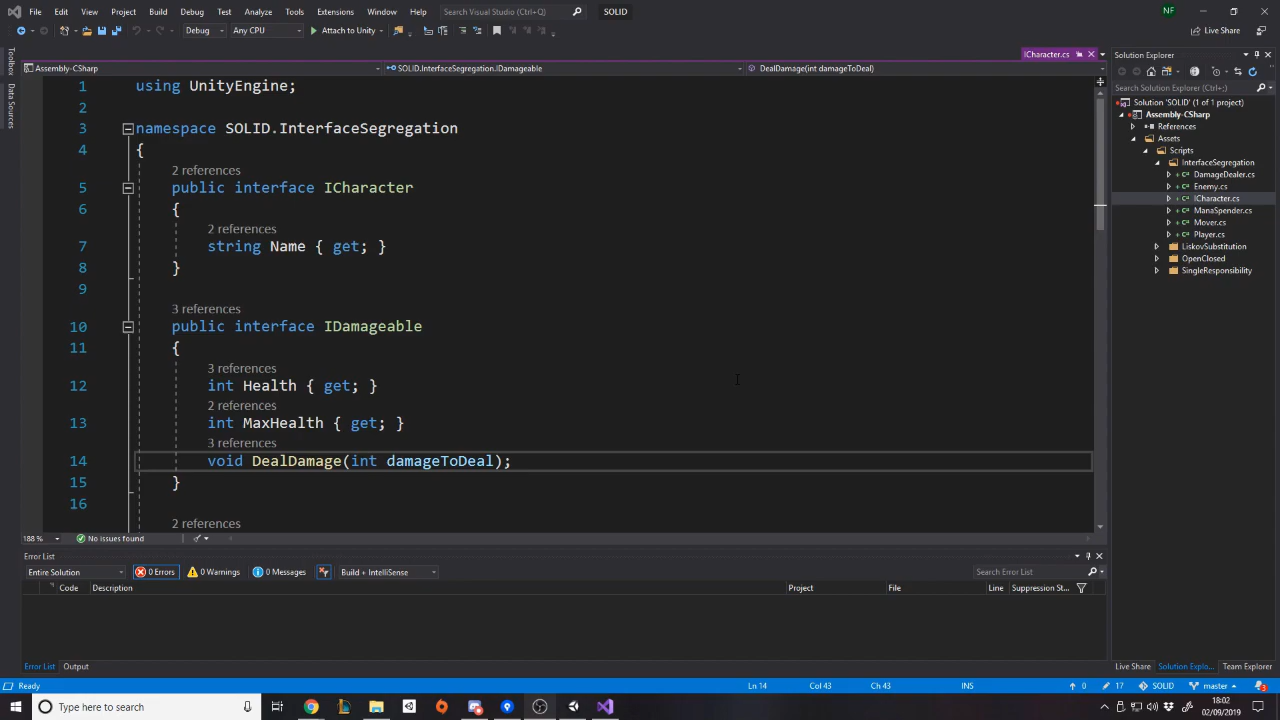 File Edit View Project Build Debug Test Analyze Tools Extensions Window Help Search Visual Studio SOLID NF
Debug Any CPU Attach to Unity Live Share
Toolbox
Data Sources
ICharacter.cs
Assembly-CSharp SOLID.InterfaceSegregation.IDamageable DealDamage(int damageToDeal)
1 using UnityEngine;
2
3 namespace SOLID.InterfaceSegregation
4 {
2 references
5 public interface ICharacter
6 {
2 references
7 string Name { get; }
8 }
9
3 references
10 public interface IDamageable
11 {
3 references
12 int Health { get; }
2 references
13 int MaxHealth { get; }
3 references
14 void DealDamage(int damageToDeal);
15 }
16
2 references
188 % No issues found
Error List
Entire Solution 0 Errors 0 Warnings 0 Messages Build + IntelliSense Search Error List
Code Description Project File Line Suppression St...
Error List Output
Solution Explorer
Search Solution Explorer (Ctrl+;)
Solution 'SOLID' (1 of 1 project)
Assembly-CSharp
References
Assets
Scripts
InterfaceSegregation
DamageDealer.cs
Enemy.cs
ICharacter.cs
ManaSpender.cs
Mover.cs
Player.cs
LiskovSubstitution
OpenClosed
SingleResponsibility
Live Share Solution Explo... Team Explorer
Ready Ln 14 Col 43 Ch 43 INS 0 17 SOLID master 3
Type here to search 18:02
02/09/2019